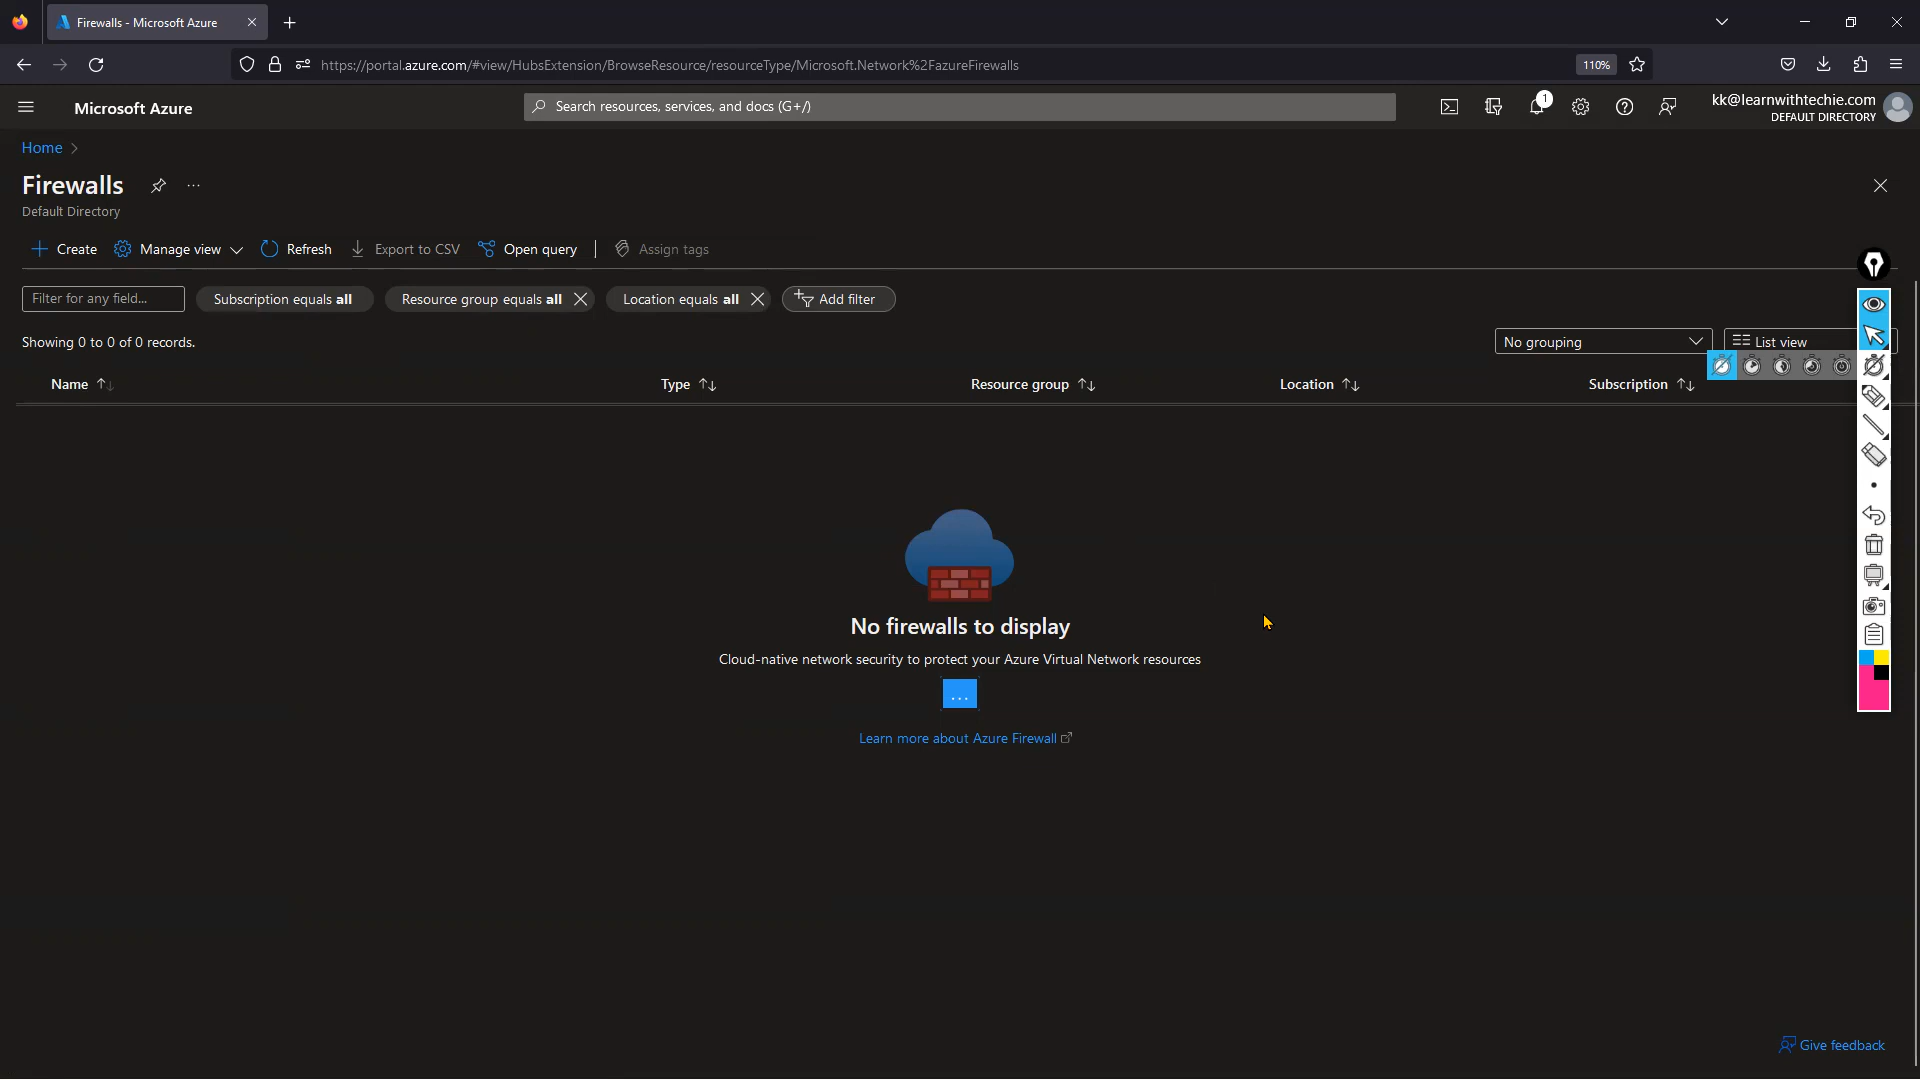 Firewalls - Microsoft Azure
https://portal.azure.com/#view/HubsExtension/BrowseResource/resourceType/Microsoft.Network%2FazureFirewalls
110%
Microsoft Azure
Search resources, services, and docs (G+/)
1
kk@learnwithtechie.com
DEFAULT DIRECTORY
Home
Firewalls
Default Directory
Create
Manage view
Refresh
Export to CSV
Open query
Assign tags
Filter for any field...
Subscription equals all
Resource group equals all
Location equals all
Add filter
Showing 0 to 0 of 0 records.
No grouping
List view
Name
Type
Resource group
Location
Subscription
No firewalls to display
Cloud-native network security to protect your Azure Virtual Network resources
...
Learn more about Azure Firewall
Give feedback